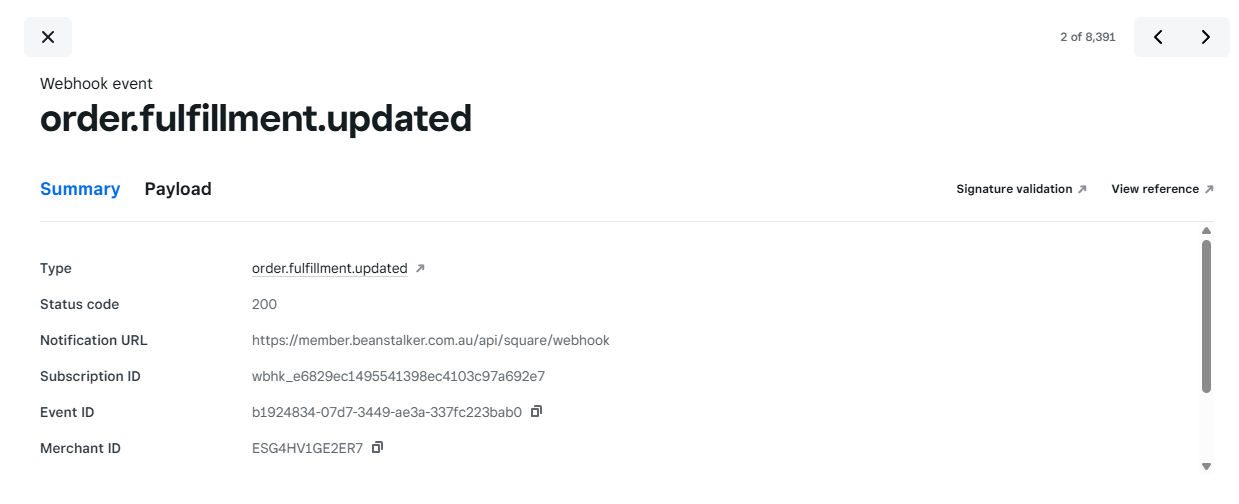 2 of 8,391
Webhook event
order.fulfillment.updated
Summary Payload Signature validation View reference
Type order.fulfillment.updated
Status code 200
Notification URL https://member.beanstalker.com.au/api/square/webhook
Subscription ID wbhk_e6829ec1495541398ec4103c97a692e7
Event ID b1924834-07d7-3449-ae3a-337fc223bab0
Merchant ID ESG4HV1GE2ER7